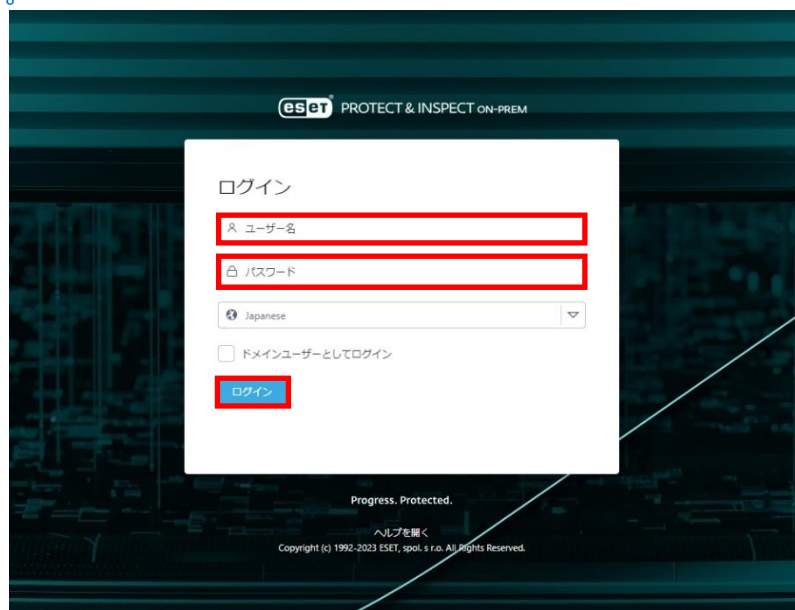 eset PROTECT & INSPECT ON-PREM
ログイン
ユーザー名
パスワード
Japanese
ドメインユーザーとしてログイン
ログイン
Progress. Protected.
ヘルプを開く
Copyright (c) 1992-2023 ESET, spol. s r.o. All Rights Reserved.